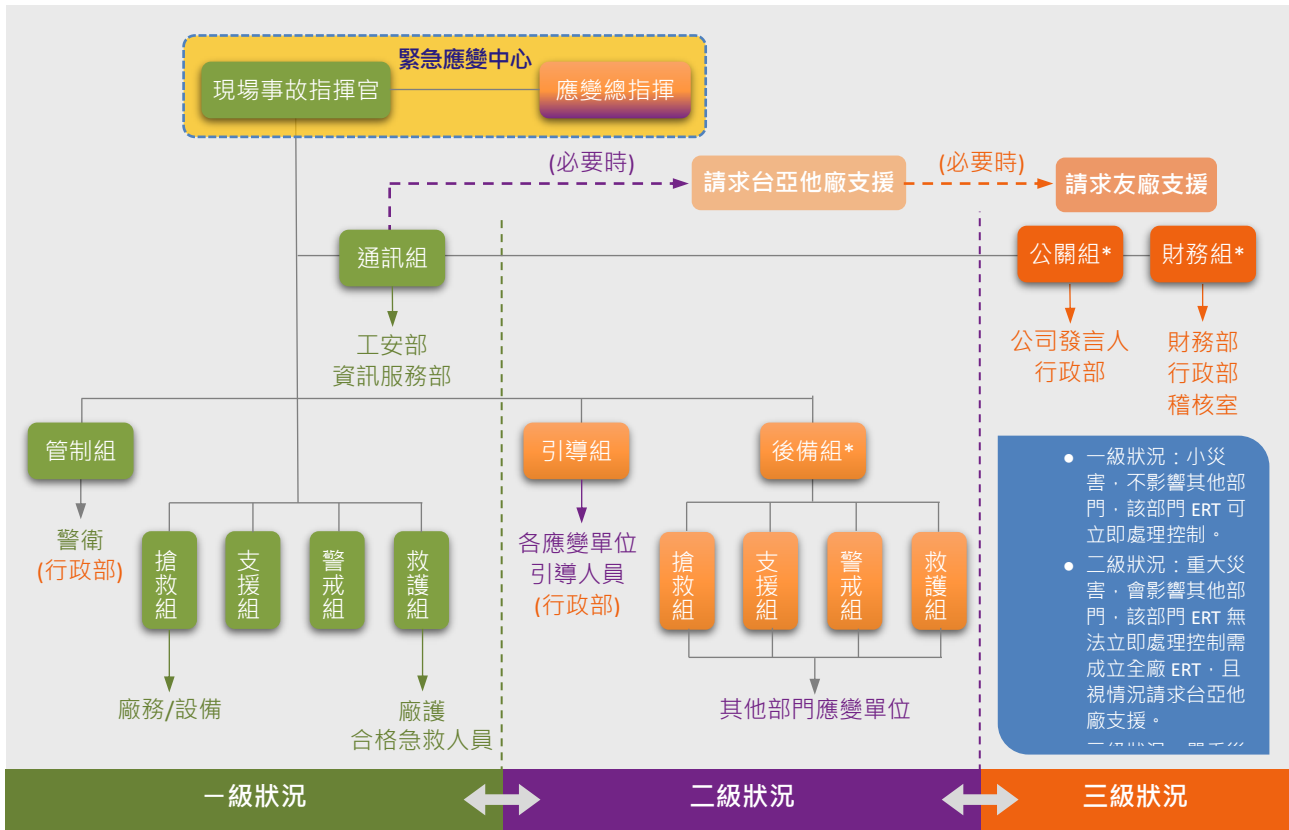 緊急應變中心
現場事故指揮官
應變總指揮
(必要時)
(必要時)
請求台亞他廠支援
請求友廠支援
通訊組
公關組*
財務組*
工安部
資訊服務部
公司發言人
行政部
財務部
行政部
稽核室
管制組
引導組
後備組*
警衛
(行政部)
搶救組
支援組
警戒組
救護組
各應變單位
引導人員
(行政部)
搶救組
支援組
警戒組
救護組
廠務/設備
廠護
合格急救人員
其他部門應變單位
● 一級狀況：小災
害，不影響其他部
門，該部門 ERT 可
立即處理控制。
● 二級狀況：重大災
害，會影響其他部
門，該部門 ERT 無
法立即處理控制需
成立全廠 ERT，且
視情況請求台亞他
廠支援。
一級狀況
二級狀況
三級狀況